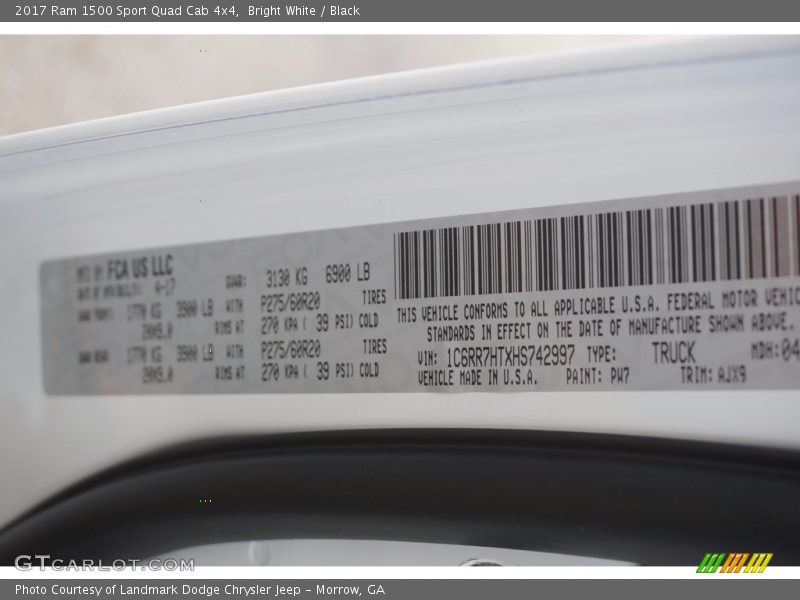 2017 Ram 1500 Sport Quad Cab 4x4, Bright White / Black
MFD BY FCA US LLC
DATE OF MFR 4-17 GVWR: 3130 KG 6900 LB
GAWR FRONT: 1770 KG 3900 LB WITH P275/60R20 TIRES
20X9.0 RIMS AT 270 KPA ( 39 PSI) COLD
GAWR REAR: 1770 KG 3900 LB WITH P275/60R20 TIRES
20X9.0 RIMS AT 270 KPA ( 39 PSI) COLD
THIS VEHICLE CONFORMS TO ALL APPLICABLE U.S.A. FEDERAL MOTOR VEHIC
STANDARDS IN EFFECT ON THE DATE OF MANUFACTURE SHOWN ABOVE.
VIN: 1C6RR7HTXHS742997 TYPE: TRUCK MDH: 04
VEHICLE MADE IN U.S.A. PAINT: PW7 TRIM: AJX9
GTCARLOT.COM
Photo Courtesy of Landmark Dodge Chrysler Jeep – Morrow, GA